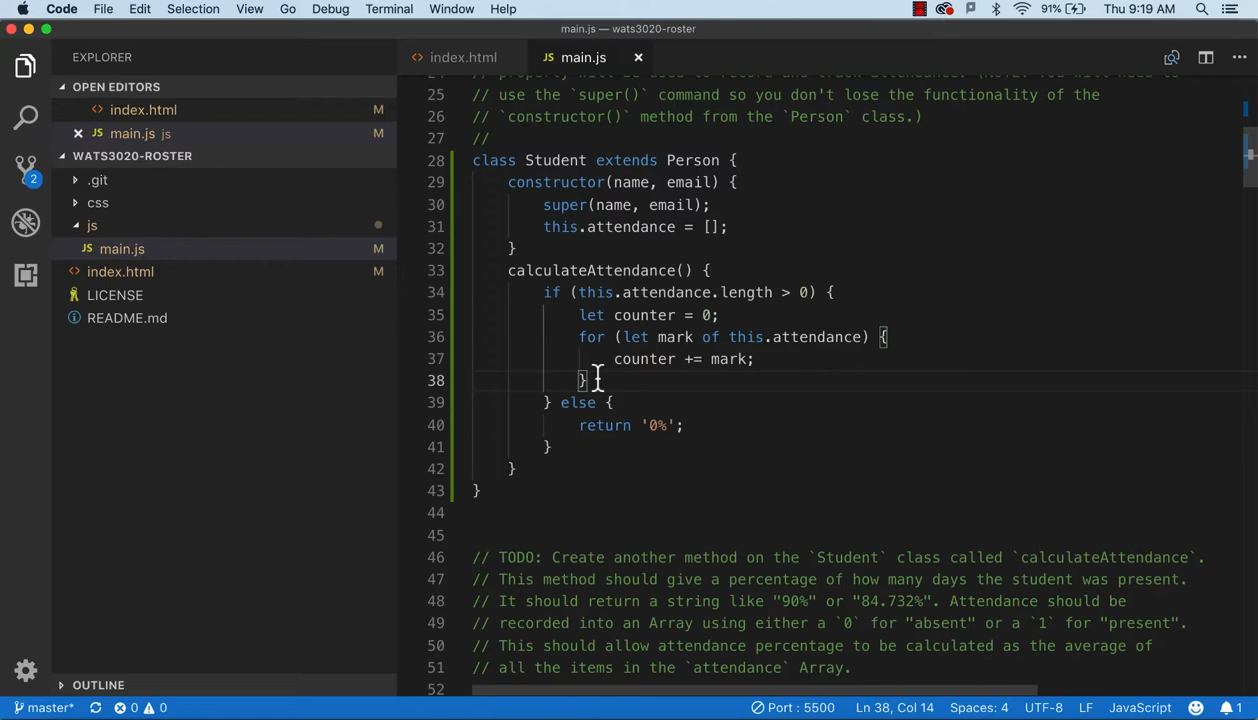 Code File Edit Selection View Go Debug Terminal Window Help 91% Thu 9:19 AM
main.js — wats3020-roster
EXPLORER
index.html
JS main.js
OPEN EDITORS
index.html M
JS main.js js M
WATS3020-ROSTER
.git
css
js
JS main.js M
index.html M
LICENSE
README.md
OUTLINE
2
25 // use the `super()` command so you don't lose the functionality of the
26 // `constructor()` method from the `Person` class.)
27 //
28 class Student extends Person {
29 constructor(name, email) {
30 super(name, email);
31 this.attendance = [];
32 }
33 calculateAttendance() {
34 if (this.attendance.length > 0) {
35 let counter = 0;
36 for (let mark of this.attendance) {
37 counter += mark;
38 }
39 } else {
40 return '0%';
41 }
42 }
43 }
44
45
46 // TODO: Create another method on the `Student` class called `calculateAttendance`.
47 // This method should give a percentage of how many days the student was present.
48 // It should return a string like "90%" or "84.732%". Attendance should be
49 // recorded into an Array using either a `0` for "absent" or a `1` for "present".
50 // This should allow attendance percentage to be calculated as the average of
51 // all the items in the `attendance` Array.
52
master* 0 0 Port : 5500 Ln 38, Col 14 Spaces: 4 UTF-8 LF JavaScript 1